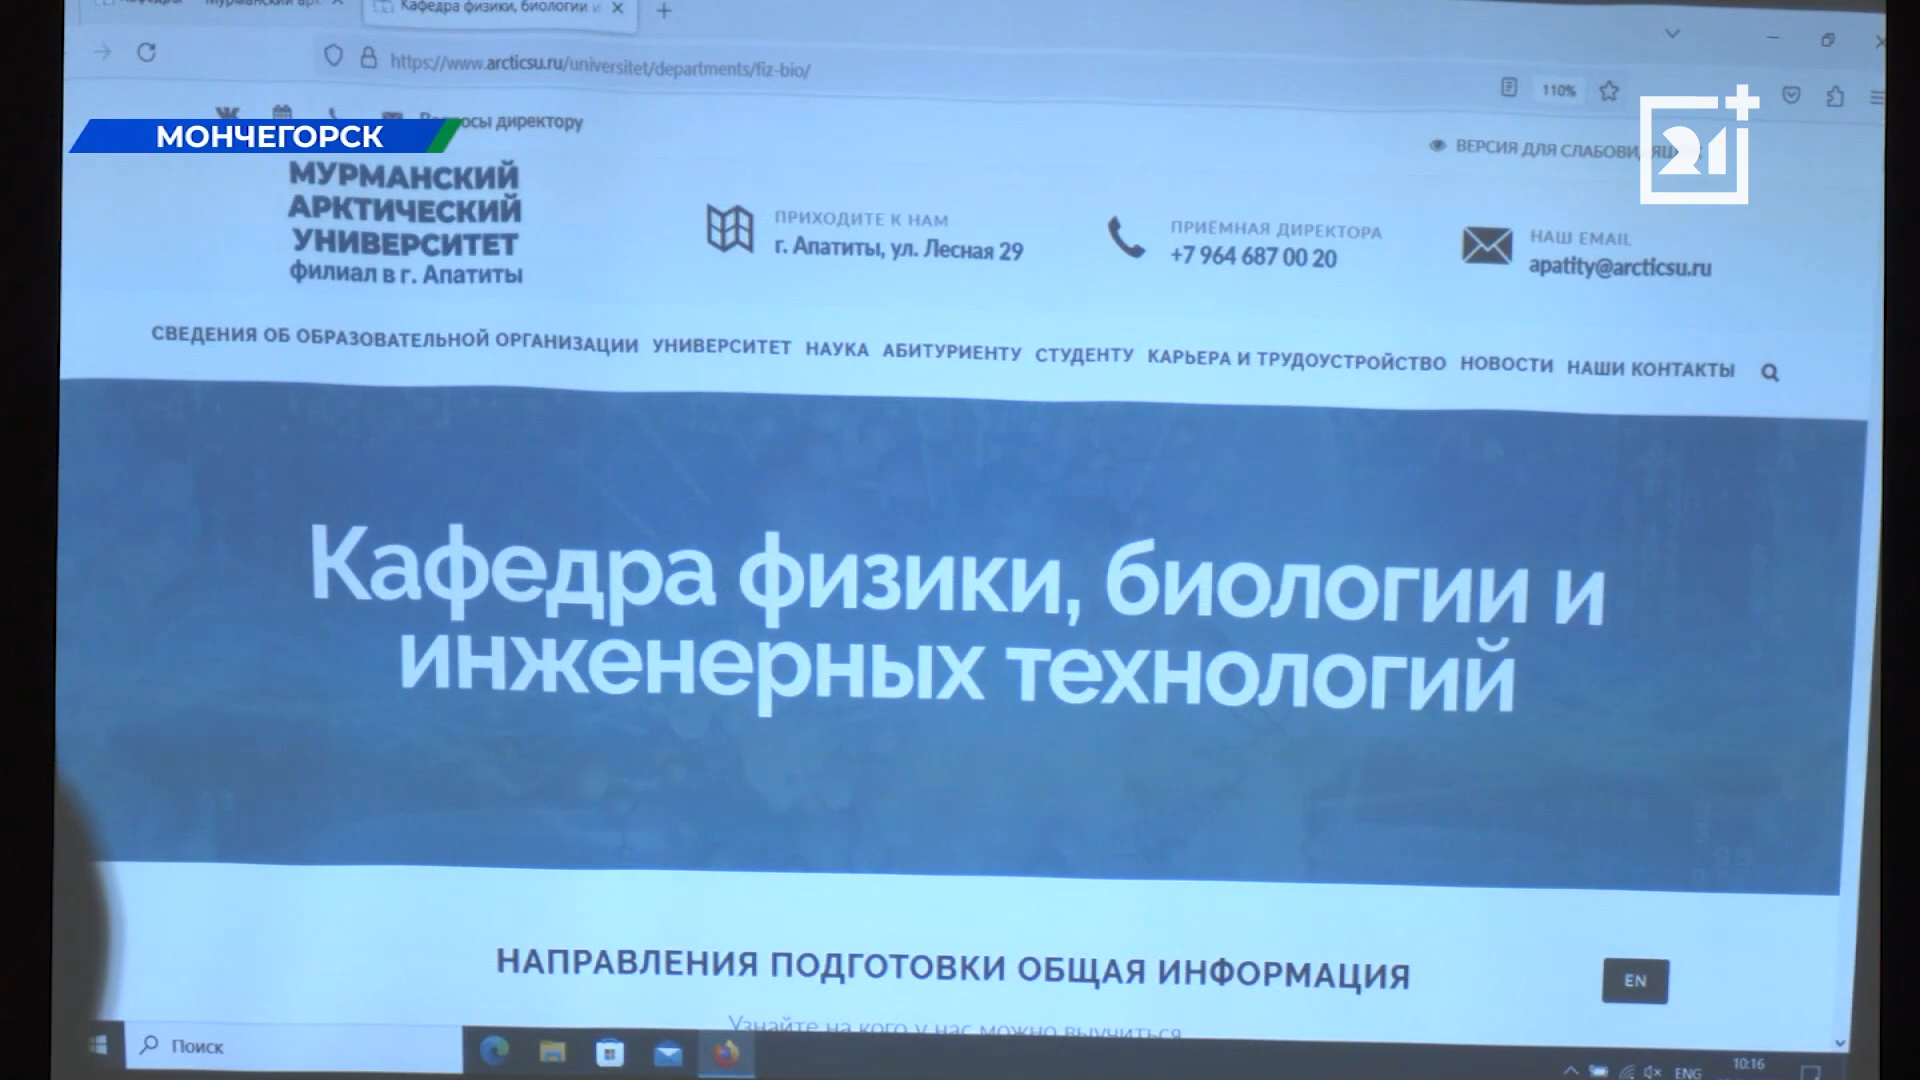 Кафедра физики, биологии и
https://www.arcticsu.ru/universitet/departments/fiz-bio/
110%
Вопросы директору
МОНЧЕГОРСК
ВЕРСИЯ ДЛЯ
21+
МУРМАНСКИЙ
АРКТИЧЕСКИЙ
УНИВЕРСИТЕТ
филиал в г. Апатиты
ПРИХОДИТЕ К НАМ
г. Апатиты, ул. Лесная 29
ПРИЁМНАЯ ДИРЕКТОРА
+7 964 687 00 20
НАШ EMAIL
apatity@arcticsu.ru
СВЕДЕНИЯ ОБ ОБРАЗОВАТЕЛЬНОЙ ОРГАНИЗАЦИИ УНИВЕРСИТЕТ НАУКА АБИТУРИЕНТУ СТУДЕНТУ КАРЬЕРА И ТРУДОУСТРОЙСТВО НОВОСТИ НАШИ КОНТАКТЫ
Кафедра физики, биологии и
инженерных технологий
НАПРАВЛЕНИЯ ПОДГОТОВКИ ОБЩАЯ ИНФОРМАЦИЯ
EN
Узнайте на кого у нас можно выучиться
Поиск
ENG
10:16